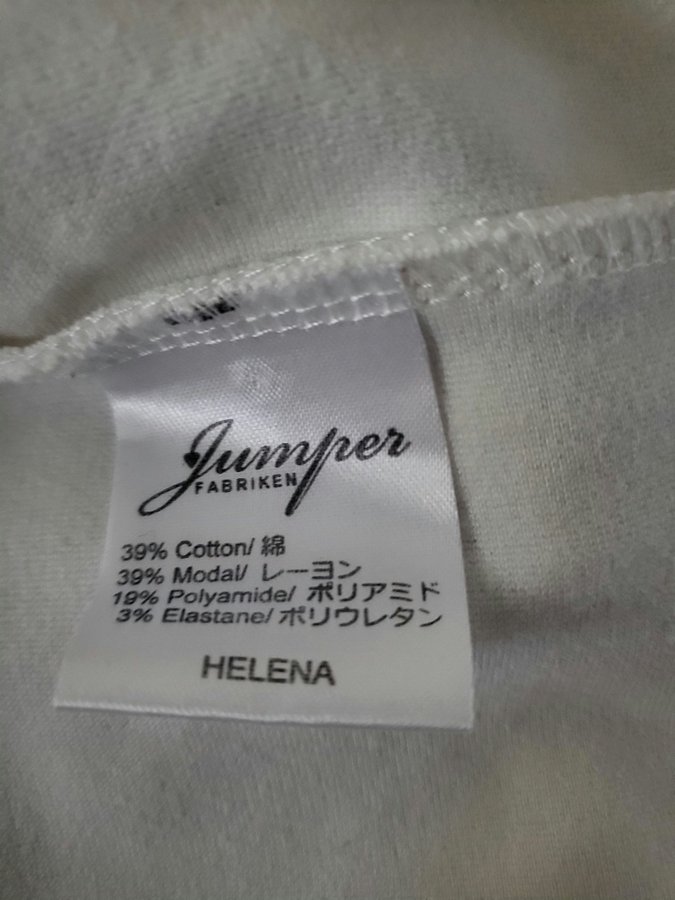 Jumper
FABRIKEN
39% Cotton/ 綿
39% Modal/ レーヨン
19% Polyamide/ ポリアミド
3% Elastane/ ポリウレタン
HELENA